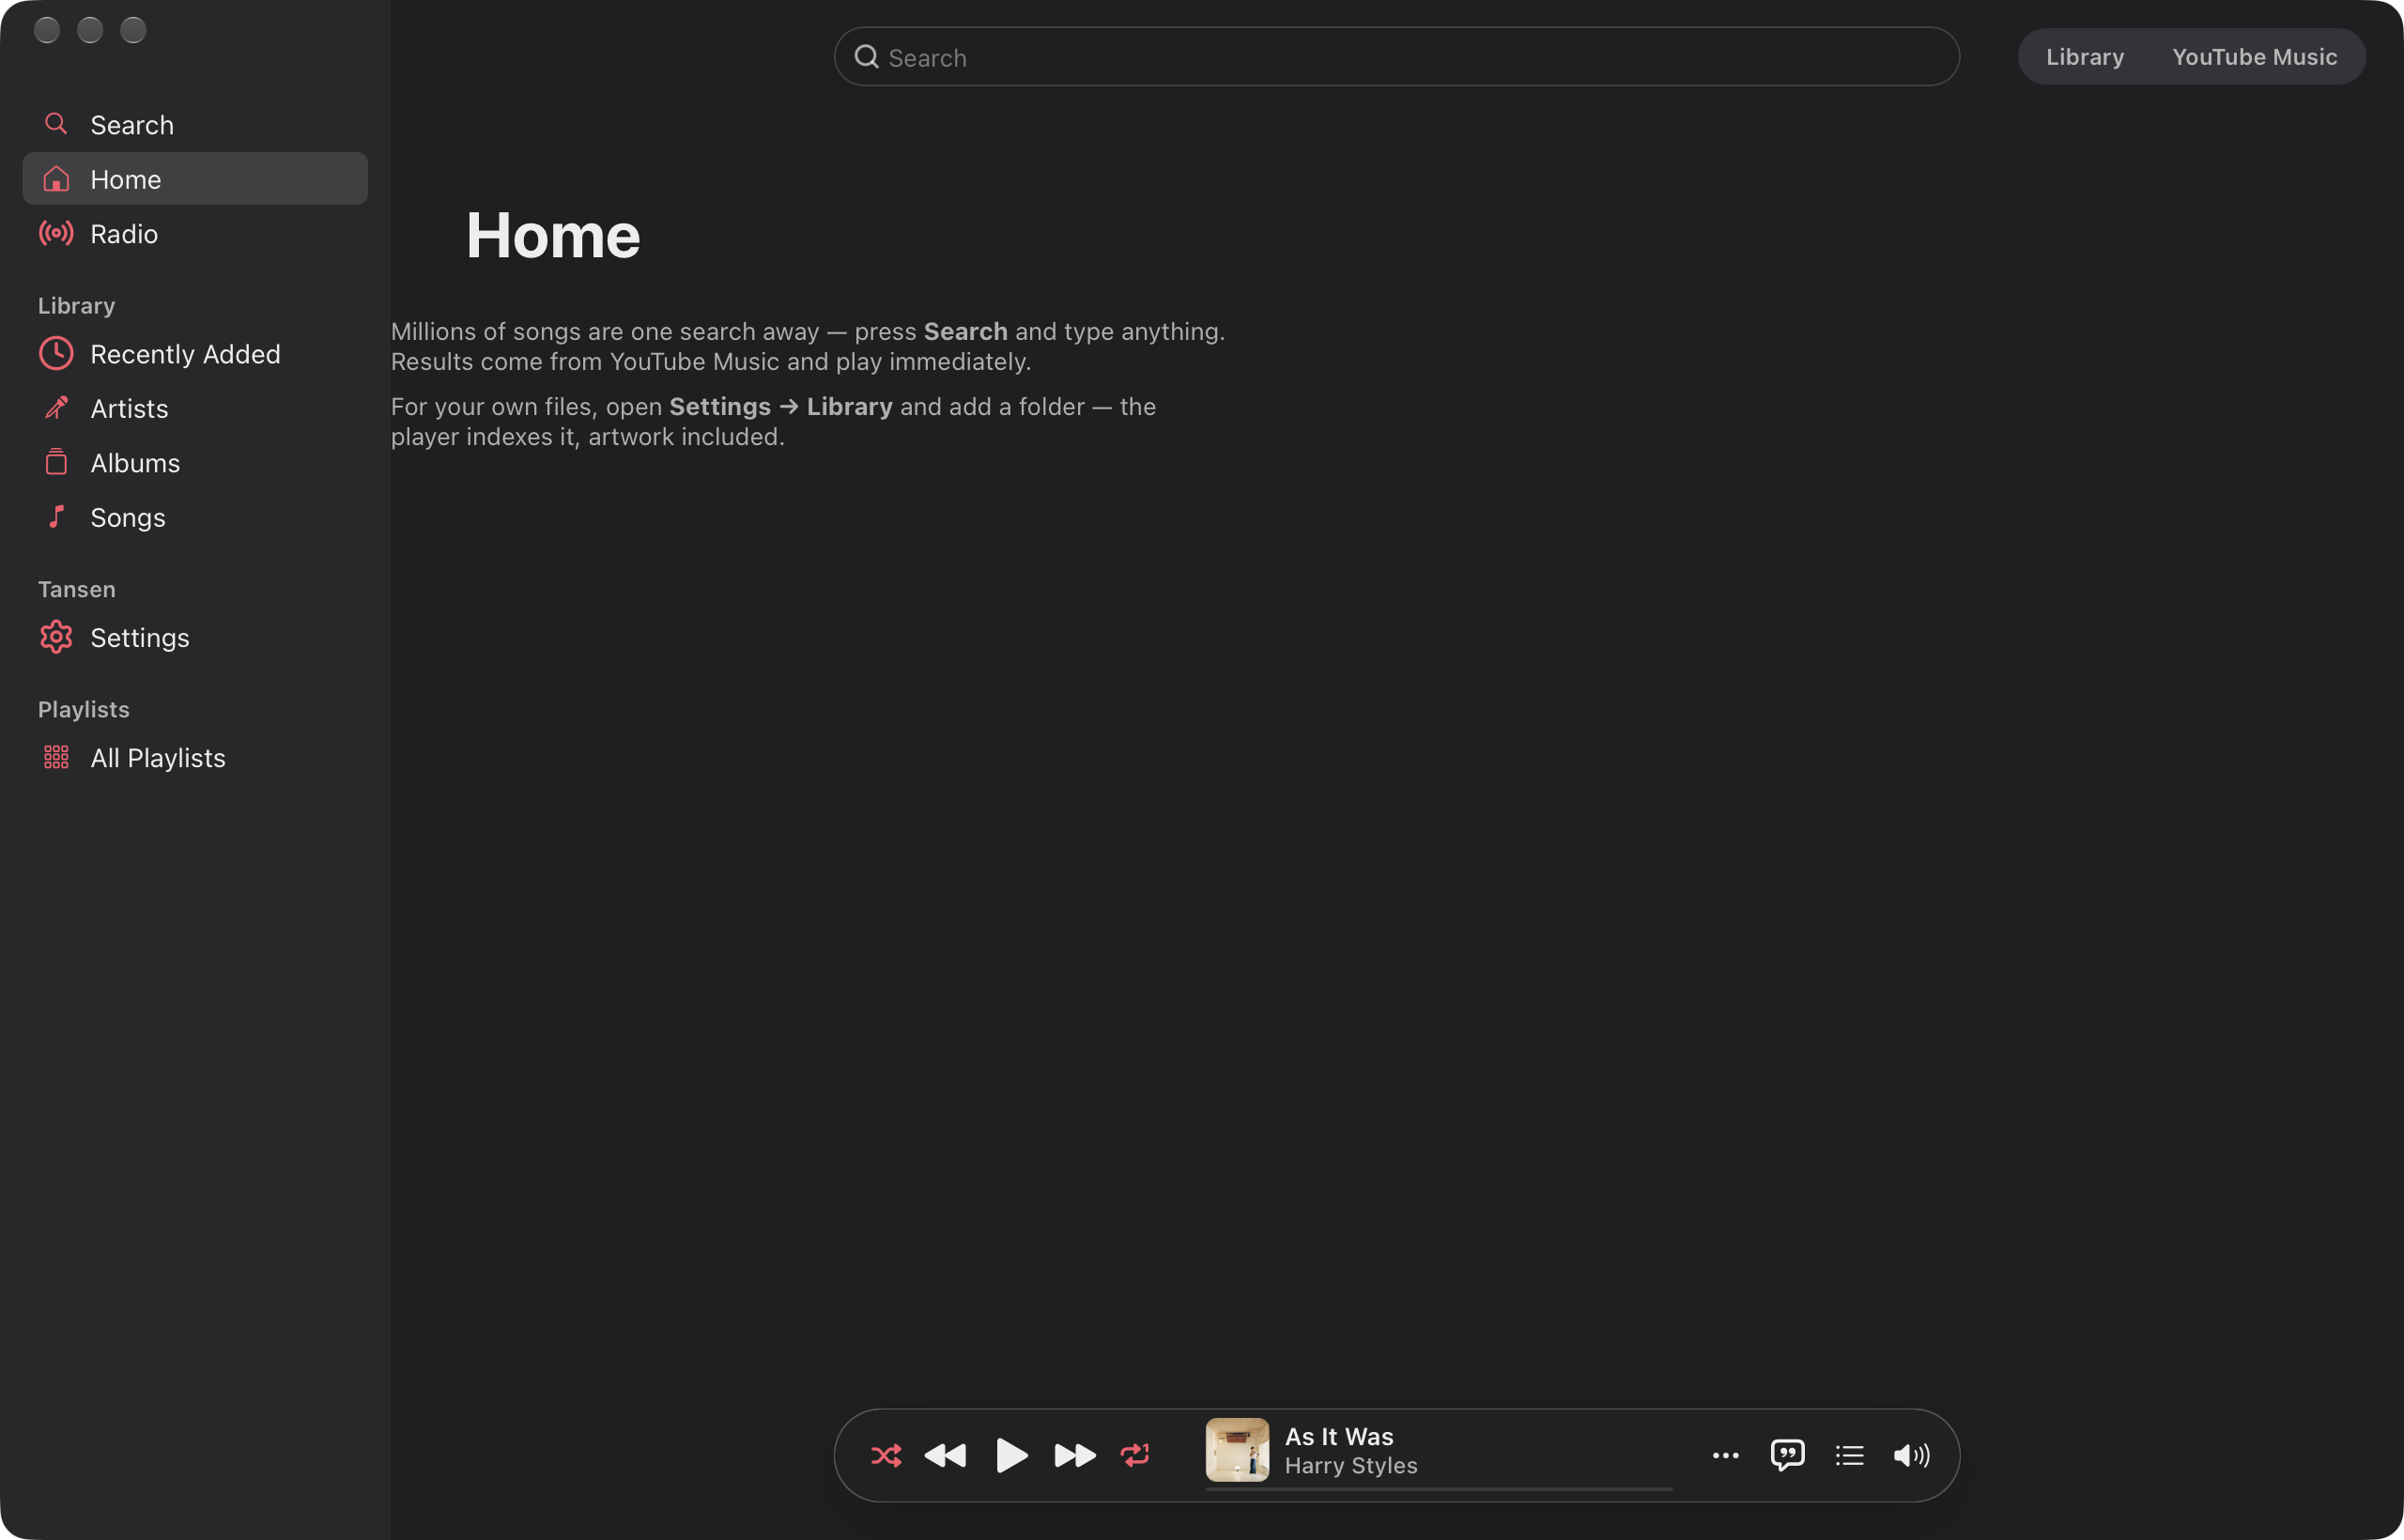 Search
Library
YouTube Music
Search
Home
Radio
Library
Recently Added
Artists
Albums
Songs
Tansen
Settings
Playlists
All Playlists
Home
Millions of songs are one search away — press Search and type anything.
Results come from YouTube Music and play immediately.
For your own files, open Settings → Library and add a folder — the
player indexes it, artwork included.
As It Was
Harry Styles